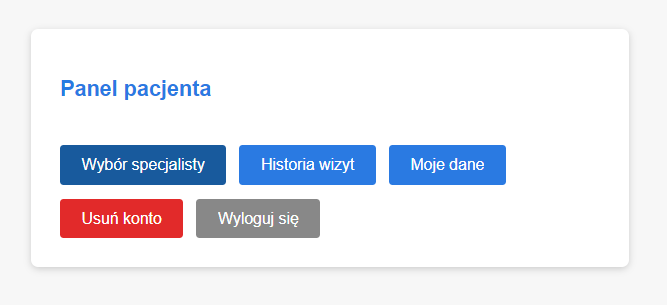 Panel pacjenta
Wybór specjalisty Historia wizyt Moje dane
Usuń konto Wyloguj się